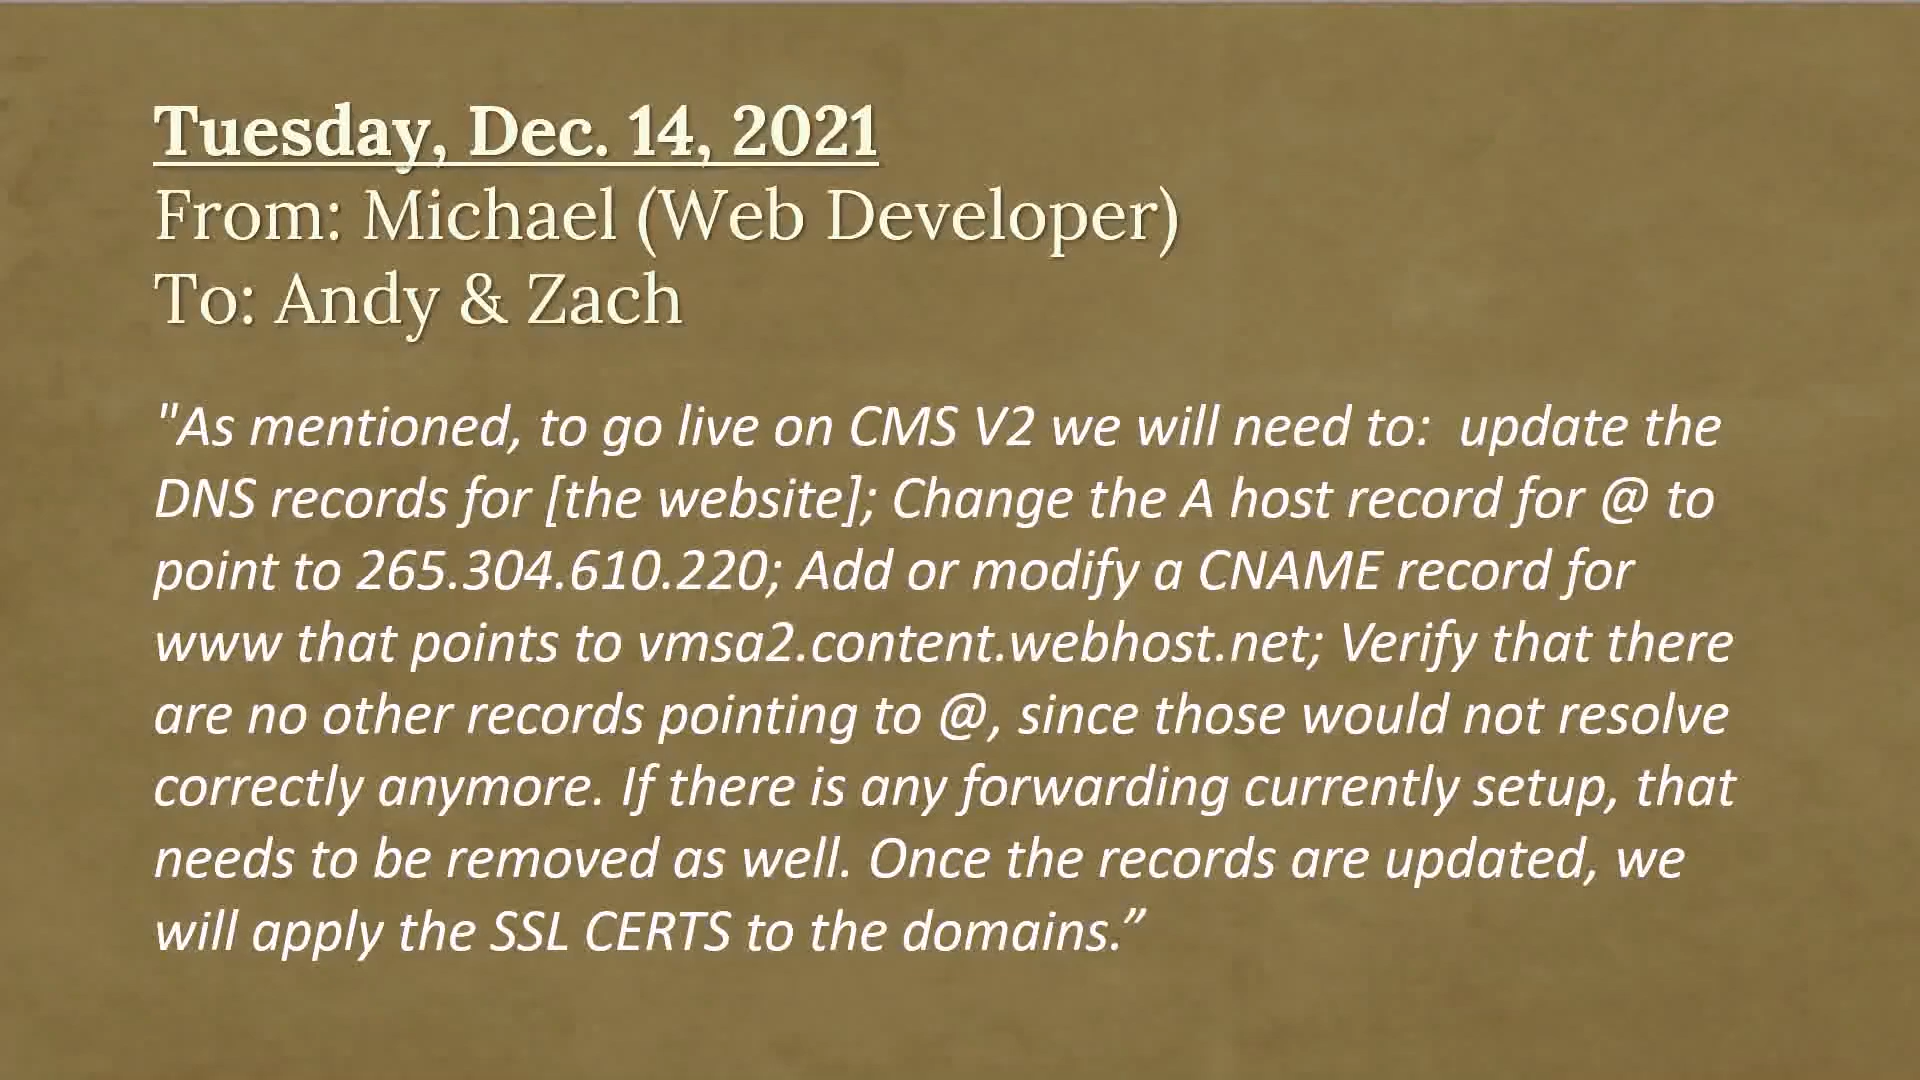 Tuesday, Dec. 14, 2021
From: Michael (Web Developer)
To: Andy & Zach
"As mentioned, to go live on CMS V2 we will need to:  update the
DNS records for [the website]; Change the A host record for @ to
point to 265.304.610.220; Add or modify a CNAME record for
www that points to vmsa2.content.webhost.net; Verify that there
are no other records pointing to @, since those would not resolve
correctly anymore. If there is any forwarding currently setup, that
needs to be removed as well. Once the records are updated, we
will apply the SSL CERTS to the domains.”